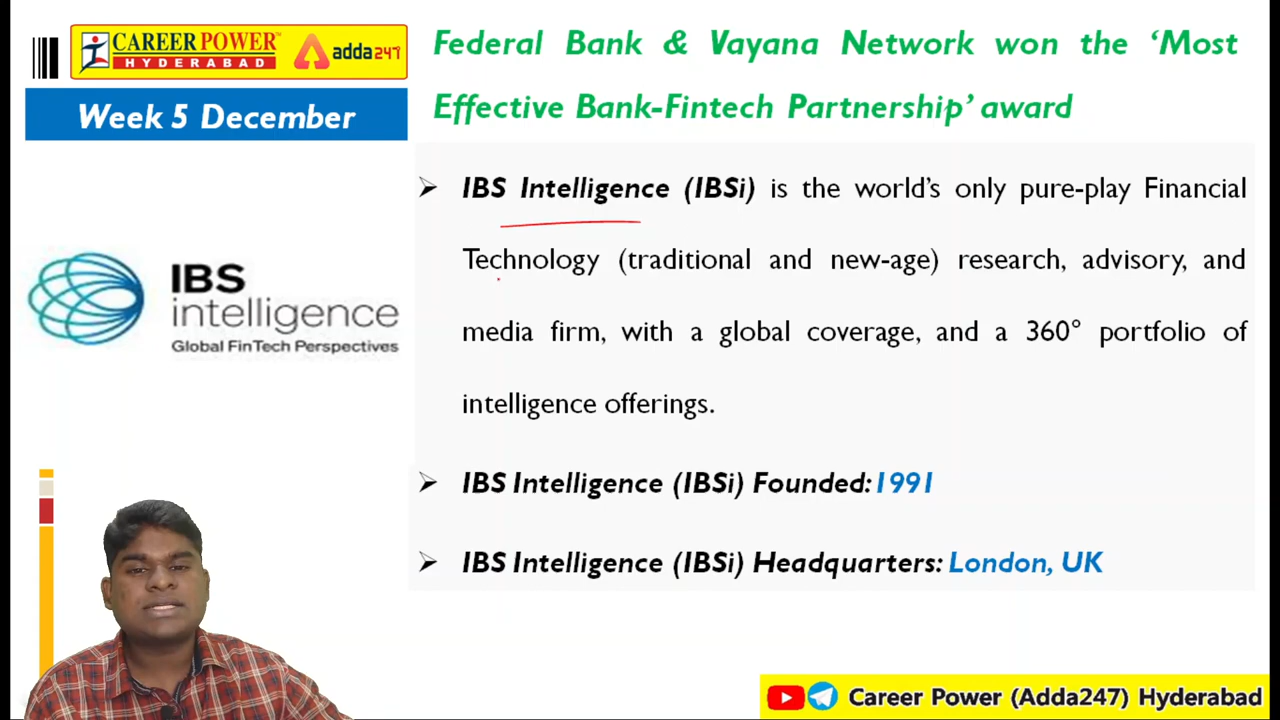 CAREER POWER
HYDERABAD
adda247
Week 5 December
Federal Bank & Vayana Network won the ‘Most
Effective Bank-Fintech Partnership’ award
IBS intelligence
Global FinTech Perspectives
➢ IBS Intelligence (IBSi) is the world’s only pure-play Financial
Technology (traditional and new-age) research, advisory, and
media firm, with a global coverage, and a 360° portfolio of
intelligence offerings.
➢ IBS Intelligence (IBSi) Founded:1991
➢ IBS Intelligence (IBSi) Headquarters: London, UK
Career Power (Adda247) Hyderabad